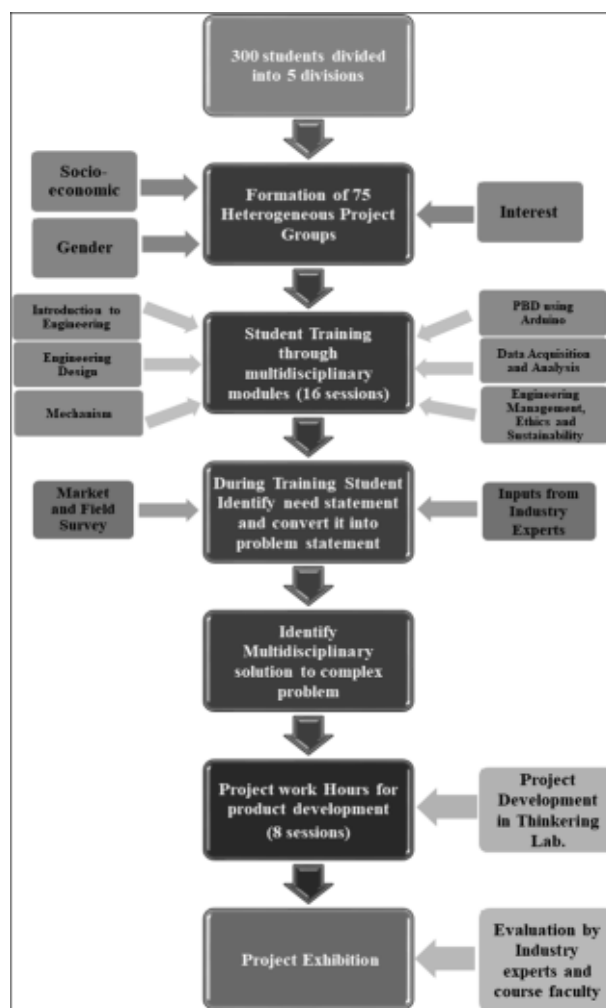 300 students divided
into 5 divisions
Socio-
economic
Gender
Formation of 75
Heterogeneous Project
Groups
Interest
Introduction to
Engineering
Engineering
Design
Mechanism
Student Training
through
multidisciplinary
modules (16 sessions)
PBD using
Arduino
Data Acquisition
and Analysis
Engineering
Management,
Ethics and
Sustainability
Market
and Field
Survey
During Training Student
Identify need statement
and convert it into
problem statement
Inputs from
Industry
Experts
Identify
Multidisciplinary
solution to complex
problem
Project work Hours for
product development
(8 sessions)
Project
Development
in Thinkering
Lab.
Project Exhibition
Evaluation by
Industry
experts and
course faculty